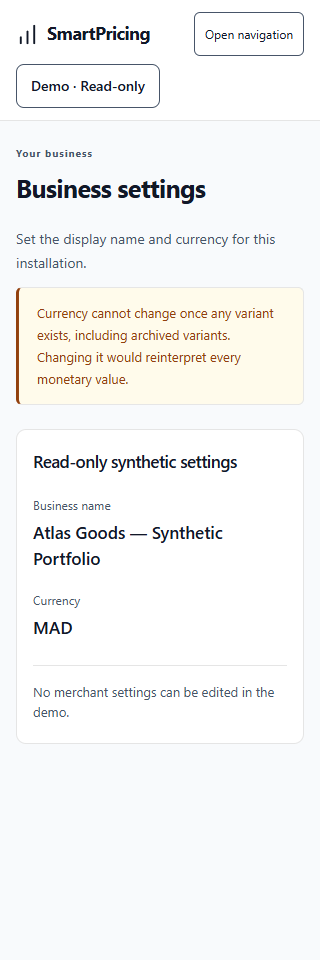 SmartPricing
Open navigation
Demo · Read-only
Your business
Business settings
Set the display name and currency for this
installation.
Currency cannot change once any variant
exists, including archived variants.
Changing it would reinterpret every
monetary value.
Read-only synthetic settings
Business name
Atlas Goods — Synthetic
Portfolio
Currency
MAD
No merchant settings can be edited in the
demo.